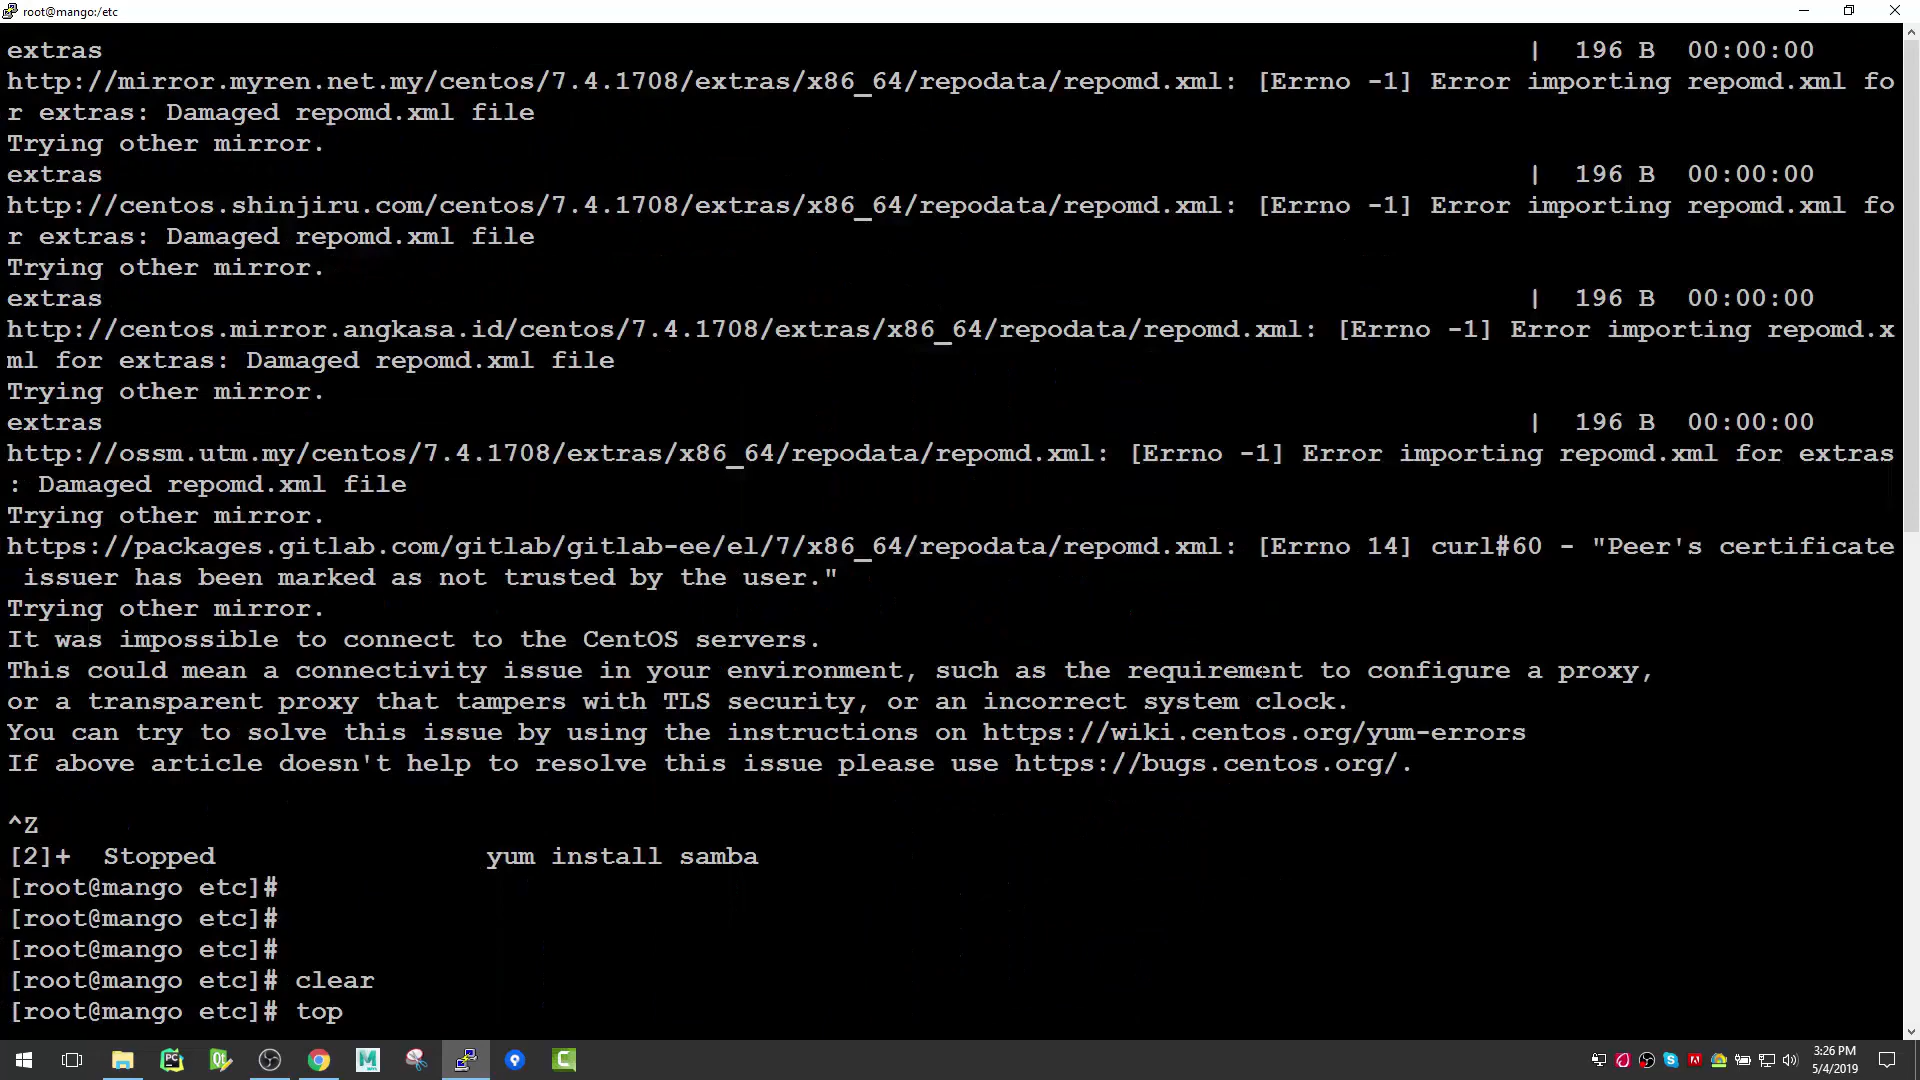 root@mango:/etc
extras | 196 B 00:00:00
http://mirror.myren.net.my/centos/7.4.1708/extras/x86_64/repodata/repomd.xml: [Errno -1] Error importing repomd.xml fo
r extras: Damaged repomd.xml file
Trying other mirror.
extras | 196 B 00:00:00
http://centos.shinjiru.com/centos/7.4.1708/extras/x86_64/repodata/repomd.xml: [Errno -1] Error importing repomd.xml fo
r extras: Damaged repomd.xml file
Trying other mirror.
extras | 196 B 00:00:00
http://centos.mirror.angkasa.id/centos/7.4.1708/extras/x86_64/repodata/repomd.xml: [Errno -1] Error importing repomd.x
ml for extras: Damaged repomd.xml file
Trying other mirror.
extras | 196 B 00:00:00
http://ossm.utm.my/centos/7.4.1708/extras/x86_64/repodata/repomd.xml: [Errno -1] Error importing repomd.xml for extras
: Damaged repomd.xml file
Trying other mirror.
https://packages.gitlab.com/gitlab/gitlab-ee/el/7/x86_64/repodata/repomd.xml: [Errno 14] curl#60 - "Peer's certificate
issuer has been marked as not trusted by the user."
Trying other mirror.
It was impossible to connect to the CentOS servers.
This could mean a connectivity issue in your environment, such as the requirement to configure a proxy,
or a transparent proxy that tampers with TLS security, or an incorrect system clock.
You can try to solve this issue by using the instructions on https://wiki.centos.org/yum-errors
If above article doesn't help to resolve this issue please use https://bugs.centos.org/.
^Z
[2]+ Stopped yum install samba
[root@mango etc]#
[root@mango etc]#
[root@mango etc]#
[root@mango etc]# clear
[root@mango etc]# top
3:26 PM
5/4/2019